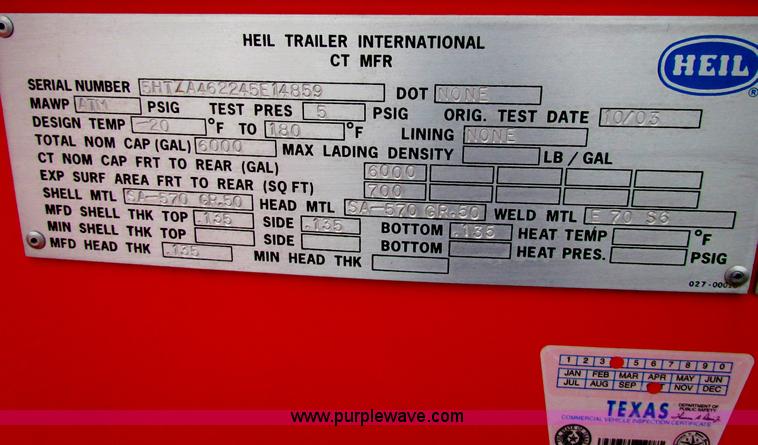 HEIL TRAILER INTERNATIONAL
CT MFR
HEIL ®
SERIAL NUMBER 5HTZA462245E14859 DOT NONE
MAWP ATM PSIG TEST PRES 5 PSIG ORIG. TEST DATE 10/03
DESIGN TEMP -20 °F TO 180 °F LINING NONE
TOTAL NOM CAP (GAL) 6000 MAX LADING DENSITY LB / GAL
CT NOM CAP FRT TO REAR (GAL) 6000
EXP SURF AREA FRT TO REAR (SQ FT) 700
SHELL MTL SA-570 GR.50 HEAD MTL SA-570 GR.50 WELD MTL E 70 S6
MFD SHELL THK TOP .135 SIDE .135 BOTTOM .135 HEAT TEMP °F
MIN SHELL THK TOP SIDE BOTTOM HEAT PRES. PSIG
MFD HEAD THK .135 MIN HEAD THK
1 2 3 5 6 7 8 9 0
JAN FEB MAR APR MAY JUN
JUL AUG SEP NOV DEC
TEXAS DEPARTMENT OF PUBLIC SAFETY
COMMERCIAL VEHICLE INSPECTION CERTIFICATE
www.purplewave.com